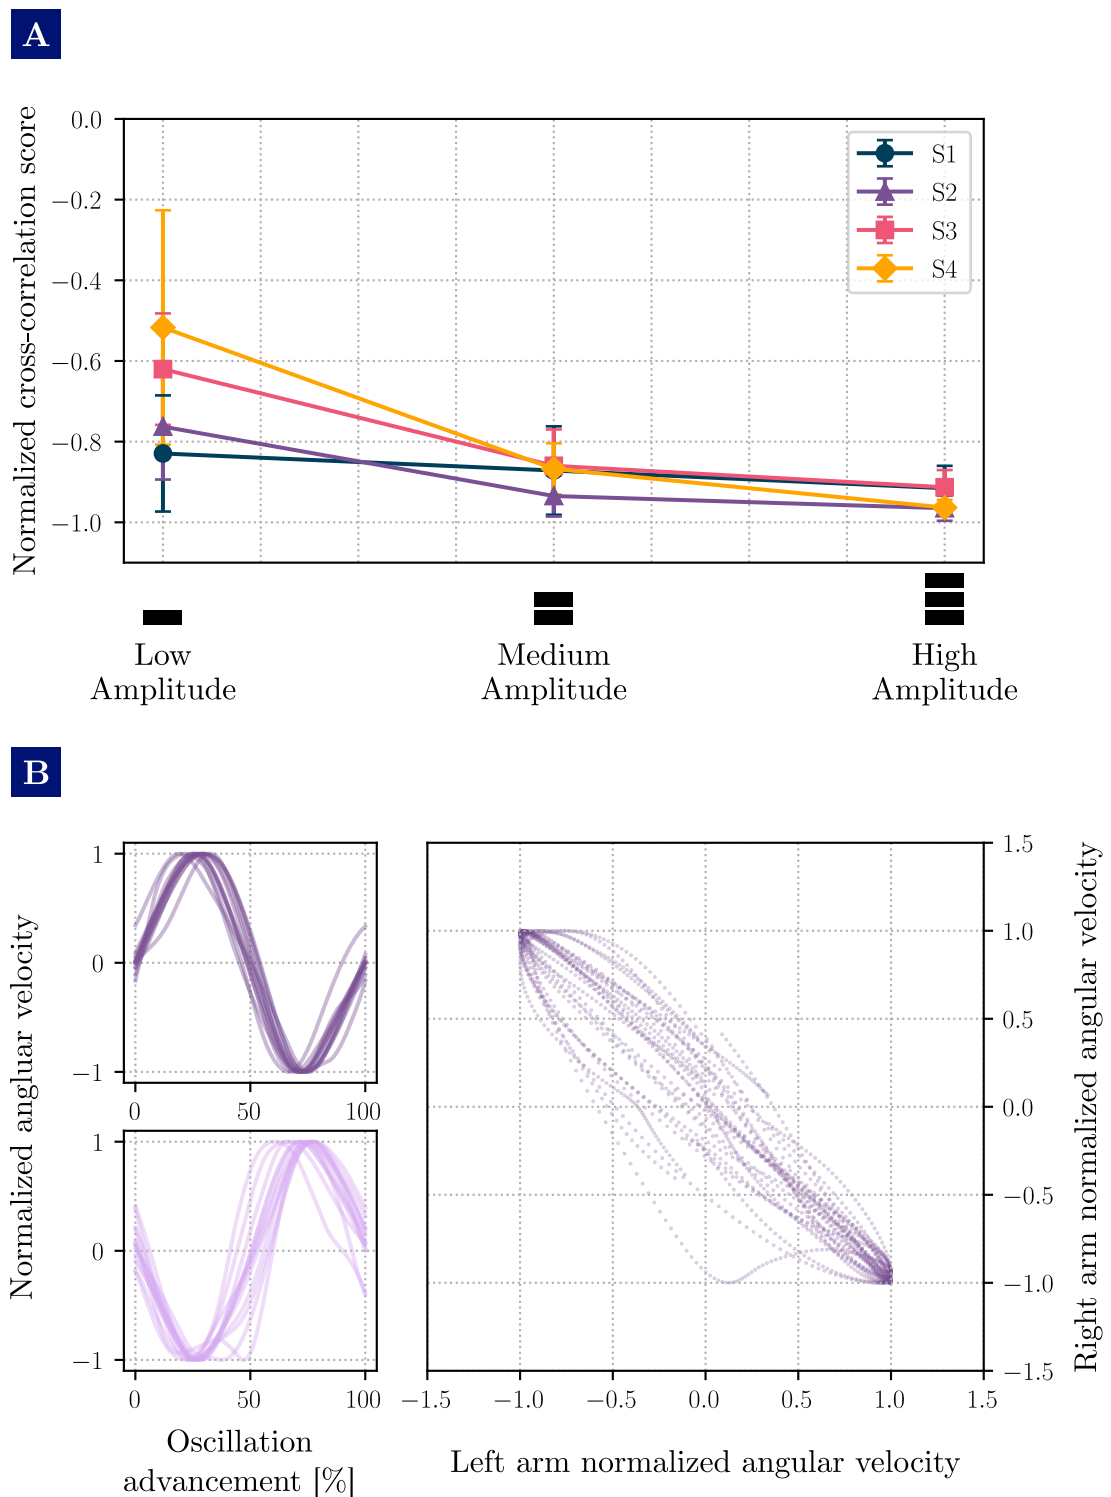 A
Normalized cross-correlation score
0.0
−0.2
−0.4
−0.6
−0.8
−1.0
S1
S2
S3
S4
Low
Amplitude
Medium
Amplitude
High
Amplitude
B
Normalized angluar velocity
1
0
−1
0 50 100
1
0
−1
0 50 100
Oscillation
advancement [%]
1.5
1.0
0.5
0.0
−0.5
−1.0
−1.5
−1.5 −1.0 −0.5 0.0 0.5 1.0 1.5
Left arm normalized angular velocity
Right arm normalized angular velocity